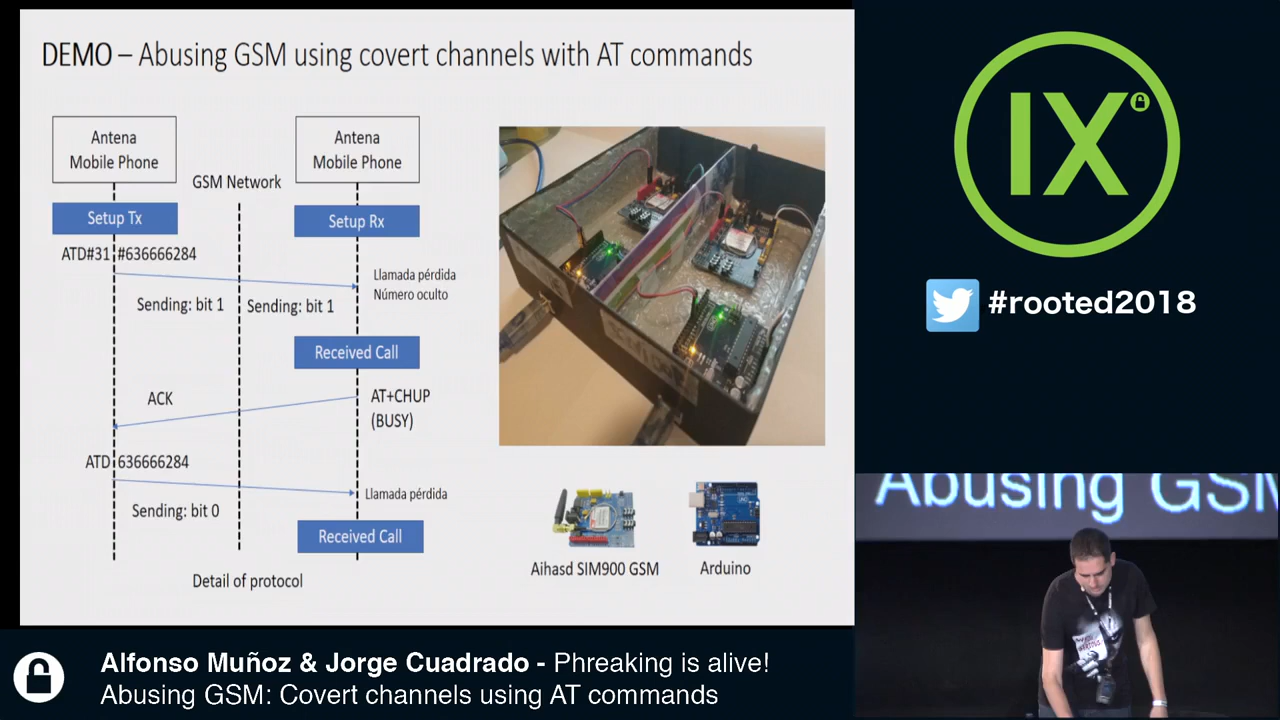 DEMO – Abusing GSM using covert channels with AT commands
Antena
Mobile Phone
Antena
Mobile Phone
GSM Network
Setup Tx
Setup Rx
ATD#31 #636666284
Llamada pérdida
Número oculto
Sending: bit 1
Sending: bit 1
Received Call
ACK
AT+CHUP
(BUSY)
ATD 636666284
Llamada pérdida
Sending: bit 0
Received Call
Detail of protocol
Aihasd SIM900 GSM
Arduino
IX
#rooted2018
Abusing GSM
Alfonso Muñoz & Jorge Cuadrado - Phreaking is alive!
Abusing GSM: Covert channels using AT commands